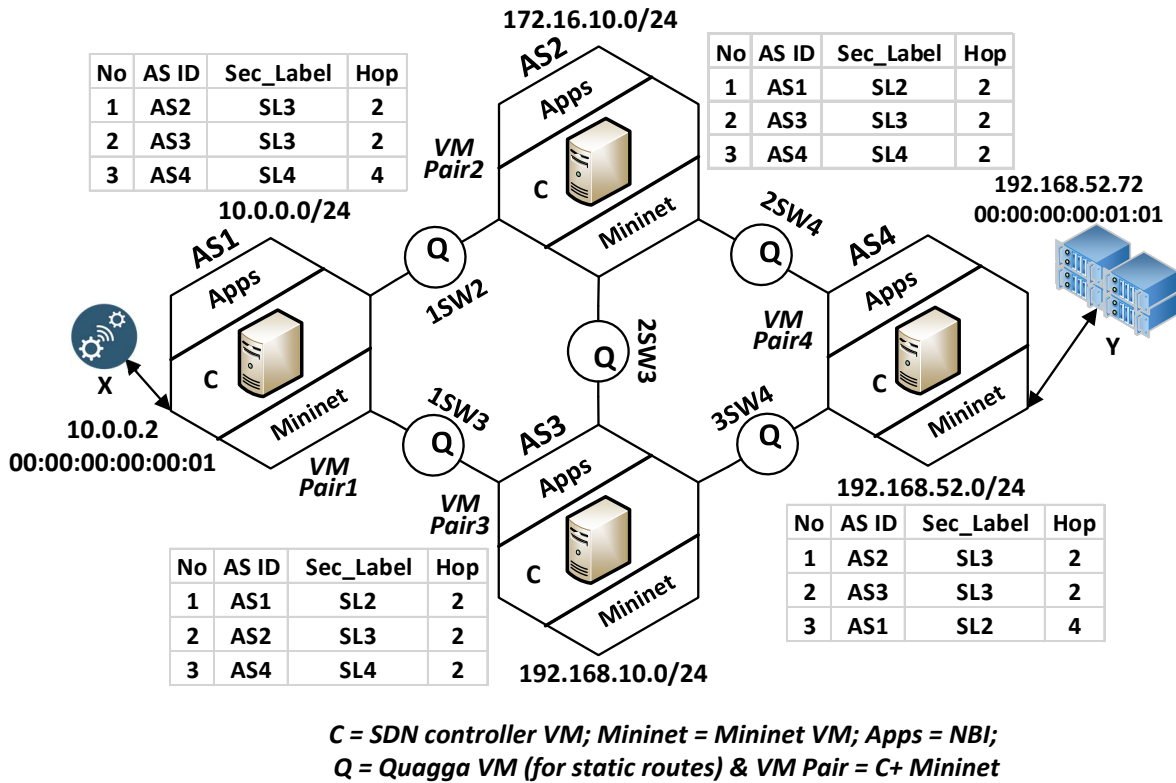 172.16.10.0/24
No AS ID Sec_Label Hop
1 AS2 SL3 2
2 AS3 SL3 2
3 AS4 SL4 4
10.0.0.0/24
AS2
Apps
C
Mininet
VM
Pair2
No AS ID Sec_Label Hop
1 AS1 SL2 2
2 AS3 SL3 2
3 AS4 SL4 2
192.168.52.72
00:00:00:00:01:01
Y
AS1
Apps
C
Mininet
VM
Pair1
X
10.0.0.2
00:00:00:00:00:01
Q
1SW2
Q
2SW4
Q
2SW3
Q
1SW3
Q
3SW4
AS4
Apps
C
Mininet
VM
Pair4
192.168.52.0/24
AS3
Apps
C
Mininet
VM
Pair3
192.168.10.0/24
No AS ID Sec_Label Hop
1 AS1 SL2 2
2 AS2 SL3 2
3 AS4 SL4 2
No AS ID Sec_Label Hop
1 AS2 SL3 2
2 AS3 SL3 2
3 AS1 SL2 4
C = SDN controller VM; Mininet = Mininet VM; Apps = NBI;
Q = Quagga VM (for static routes) & VM Pair = C+ Mininet